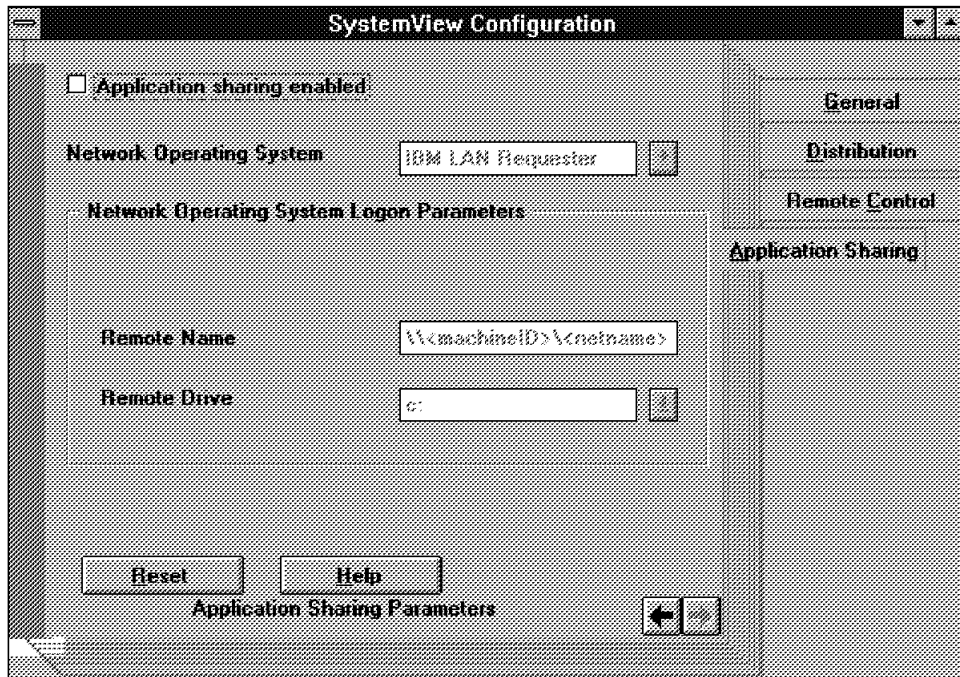 SystemView Configuration
Application sharing enabled
Network Operating System
IBM LAN Requester
Network Operating System Logon Parameters
Remote Name
\\<machineID>\<netname>
Remote Drive
c:
Reset
Help
Application Sharing Parameters
General
Distribution
Remote Control
Application Sharing